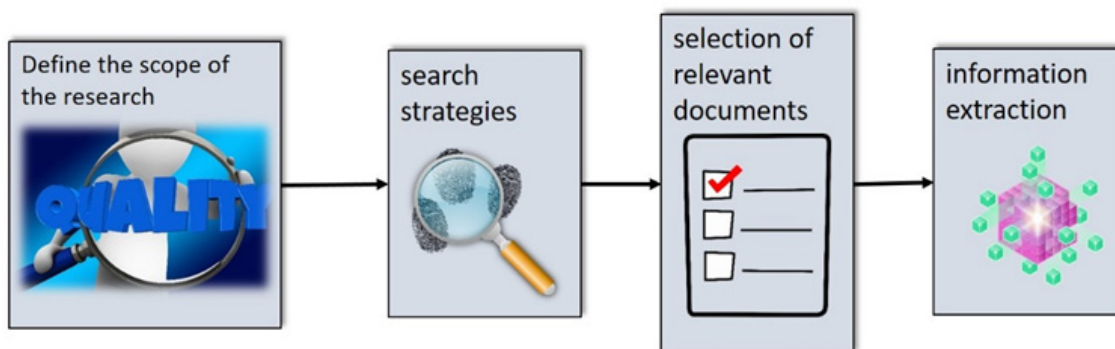 Define the scope of
the research
QUALITY
search
strategies
selection of
relevant
documents
information
extraction